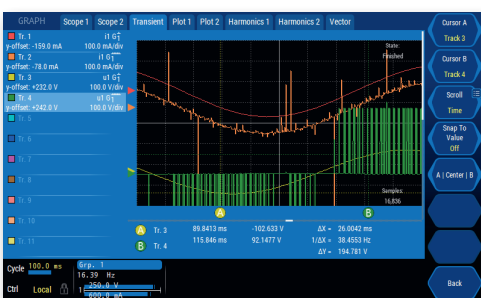 GRAPH Scope 1 Scope 2 Transient Plot 1 Plot 2 Harmonics 1 Harmonics 2 Vector
Tr. 1 i1 G1
y-offset: -159.0 mA 100.0 mA/div
Tr. 2 i1 G1
y-offset: -78.0 mA 100.0 mA/div
Tr. 3 u1 G1
y-offset: +232.0 V 100.0 V/div
Tr. 4 u1 G1
y-offset: +242.0 V 100.0 V/div
Tr. 5
Tr. 6
Tr. 7
Tr. 8
Tr. 9
Tr. 10
Tr. 11
State:
Finished
Samples:
16,836
A B
A Tr. 3 89.8413 ms -102.633 V ΔX = 26.0042 ms
B Tr. 4 115.846 ms 92.1477 V 1/ΔX = 38.4553 Hz
ΔY = 194.781 V
Cursor A
Track 3
Cursor B
Track 4
Scroll
Time
Snap To
Value
Off
A | Center | B
Back
Cycle 100.0 ms
Ctrl Local
Grp. 1
16.39 Hz
1 250.0 V
600.0 mA